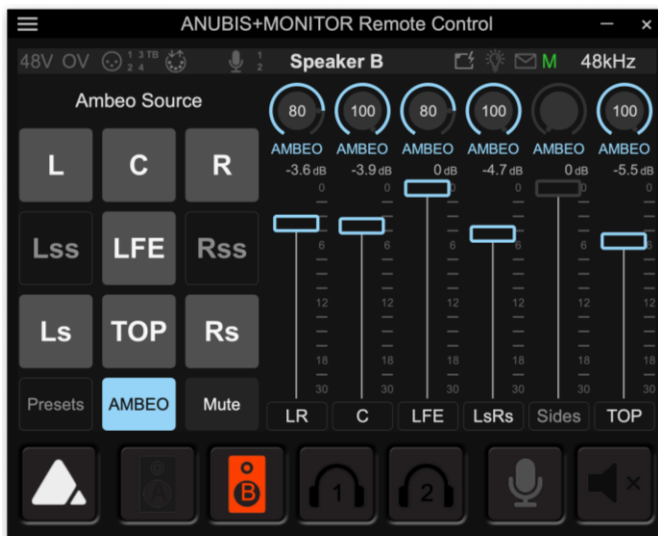 ANUBIS+MONITOR Remote Control
48V OV 1 3 TB 2 4 1 2 Speaker B M 48kHz
Ambeo Source
80 100 80 100 100
AMBEO AMBEO AMBEO AMBEO AMBEO AMBEO
-3.6 dB -3.9 dB 0 dB -4.7 dB 0 dB -5.5 dB
L C R
Lss LFE Rss
Ls TOP Rs
Presets AMBEO Mute
0 0 0 0 0 0
6 6 6 6 6 6
12 12 12 12 12 12
18 18 18 18 18 18
30 30 30 30 30 30
LR C LFE LsRs Sides TOP
A B 1 2